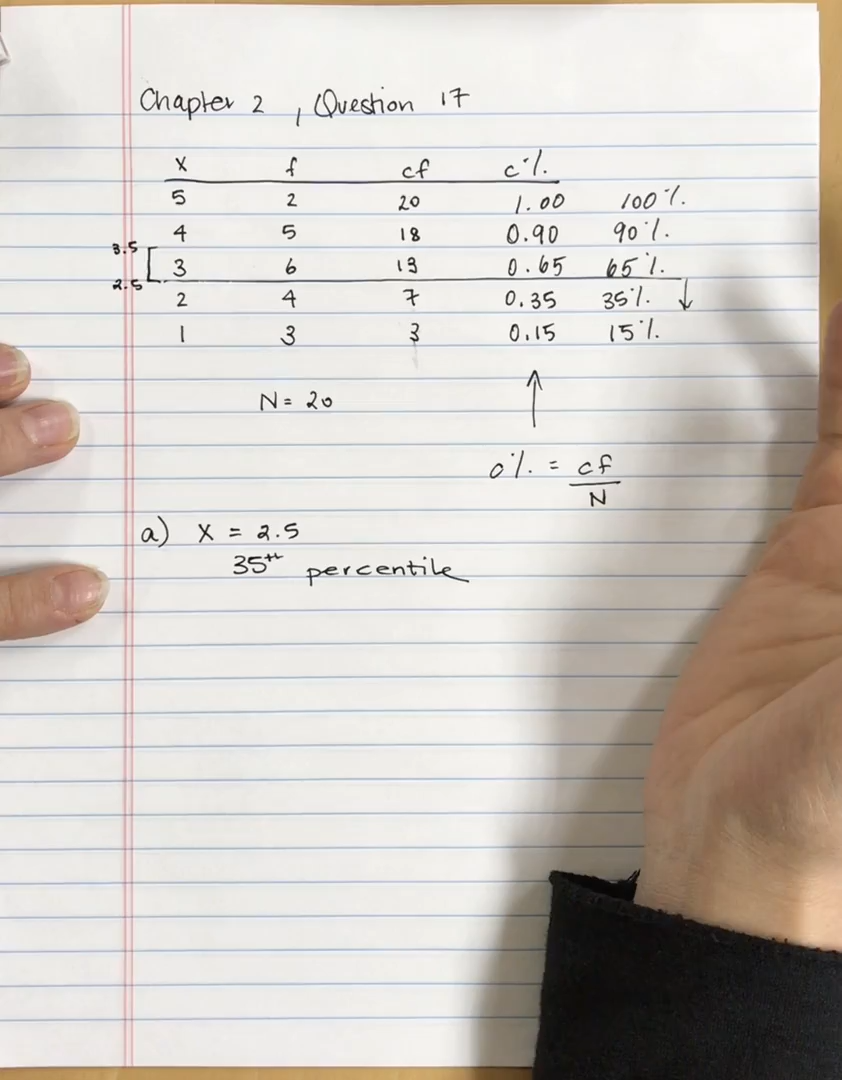 Chapter 2, Question 17
X f cf c%
5 2 20 1.00 100%.
4 5 18 0.90 90%.
3.5
3 6 13 0.65 65%.
2.5
2 4 7 0.35 35%. ↓
1 3 3 0.15 15%.
N = 20
↑
0% = cf/N
a) X = 2.5
35th percentile